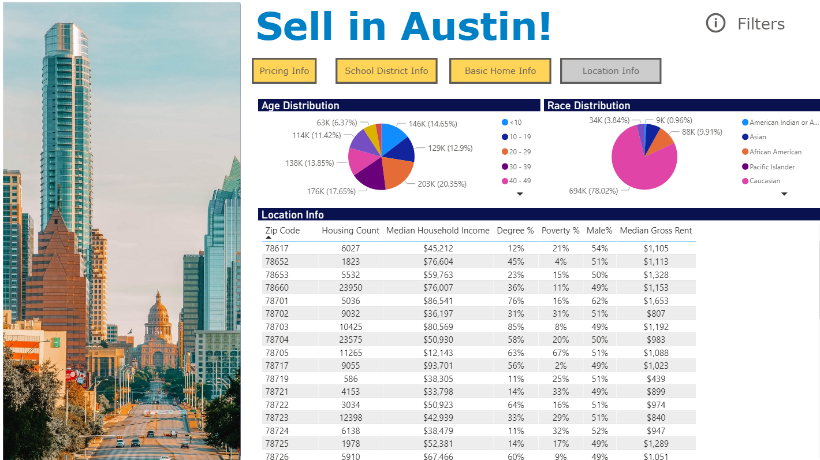 Sell in Austin!
Filters
Pricing Info
School District Info
Basic Home Info
Location Info
Age Distribution
63K (6.37%)
146K (14.65%)
114K (11.42%)
129K (12.9%)
138K (13.85%)
203K (20.35%)
176K (17.65%)
<10
10 - 19
20 - 29
30 - 39
40 - 49
Race Distribution
34K (3.84%)
9K (0.96%)
88K (9.91%)
694K (78.02%)
American Indian or A...
Asian
African American
Pacific Islander
Caucasian
Location Info
Zip Code Housing Count Median Household Income Degree % Poverty % Male% Median Gross Rent
78617 6027 $45,212 12% 21% 54% $1,105
78652 1823 $76,604 45% 4% 51% $1,113
78653 5532 $59,763 23% 15% 50% $1,328
78660 23950 $76,007 36% 11% 49% $1,153
78701 5036 $86,541 76% 16% 62% $1,653
78702 9032 $36,197 31% 31% 51% $807
78703 10425 $80,569 85% 8% 49% $1,192
78704 23575 $50,930 58% 20% 50% $983
78705 11265 $12,143 63% 67% 51% $1,088
78717 9055 $93,701 56% 2% 49% $1,023
78719 586 $38,305 11% 25% 51% $439
78721 4153 $33,798 14% 33% 49% $899
78722 3034 $50,923 64% 16% 51% $974
78723 12398 $42,939 33% 29% 51% $840
78724 6138 $38,479 11% 32% 52% $947
78725 1978 $52,381 14% 17% 49% $1,289
78726 5910 $67,466 60% 9% 49% $1,051